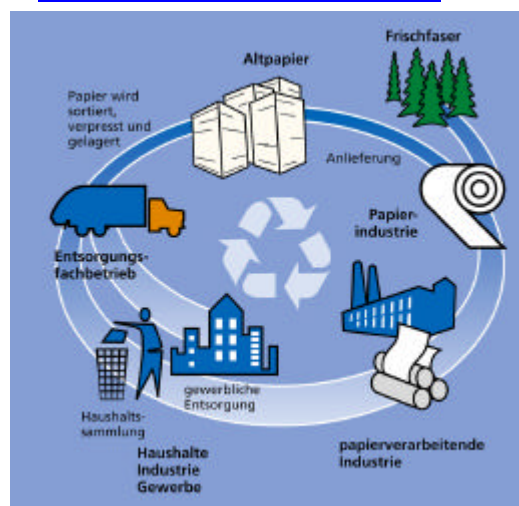 Frischfaser
Altpapier
Papier wird
sortiert,
verpresst und
gelagert
Anlieferung
Papier-
industrie
Entsorgungs-
fachbetrieb
gewerbliche
Entsorgung
Haushalts-
sammlung
Haushalte
Industrie
Gewerbe
papierverarbeitende
Industrie